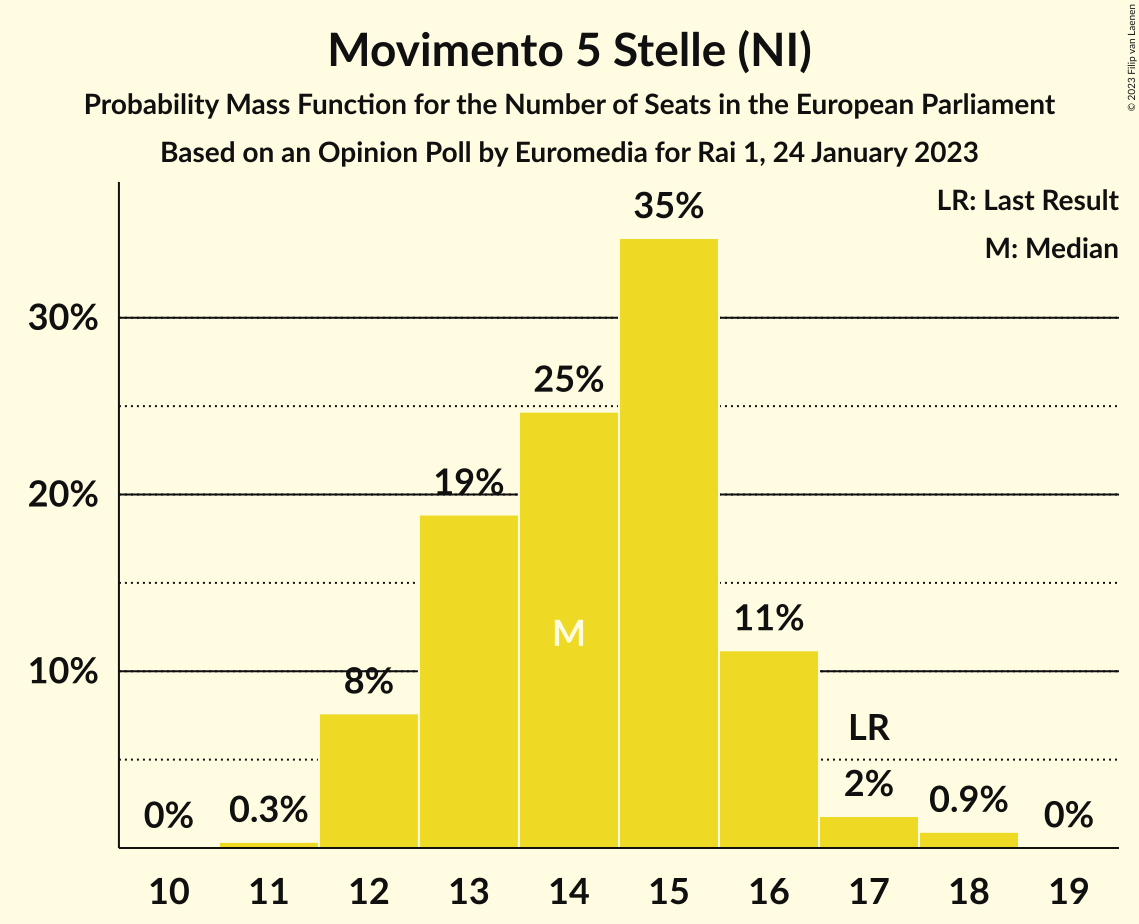 Movimento 5 Stelle (NI)
Probability Mass Function for the Number of Seats in the European Parliament
Based on an Opinion Poll by Euromedia for Rai 1, 24 January 2023
© 2023 Filip van Laenen
LR: Last Result
M: Median
35%
30%
25%
20%
19%
M
11%
10%
8%
LR
2%
0.9%
0.3%
0%
0%
10 11 12 13 14 15 16 17 18 19